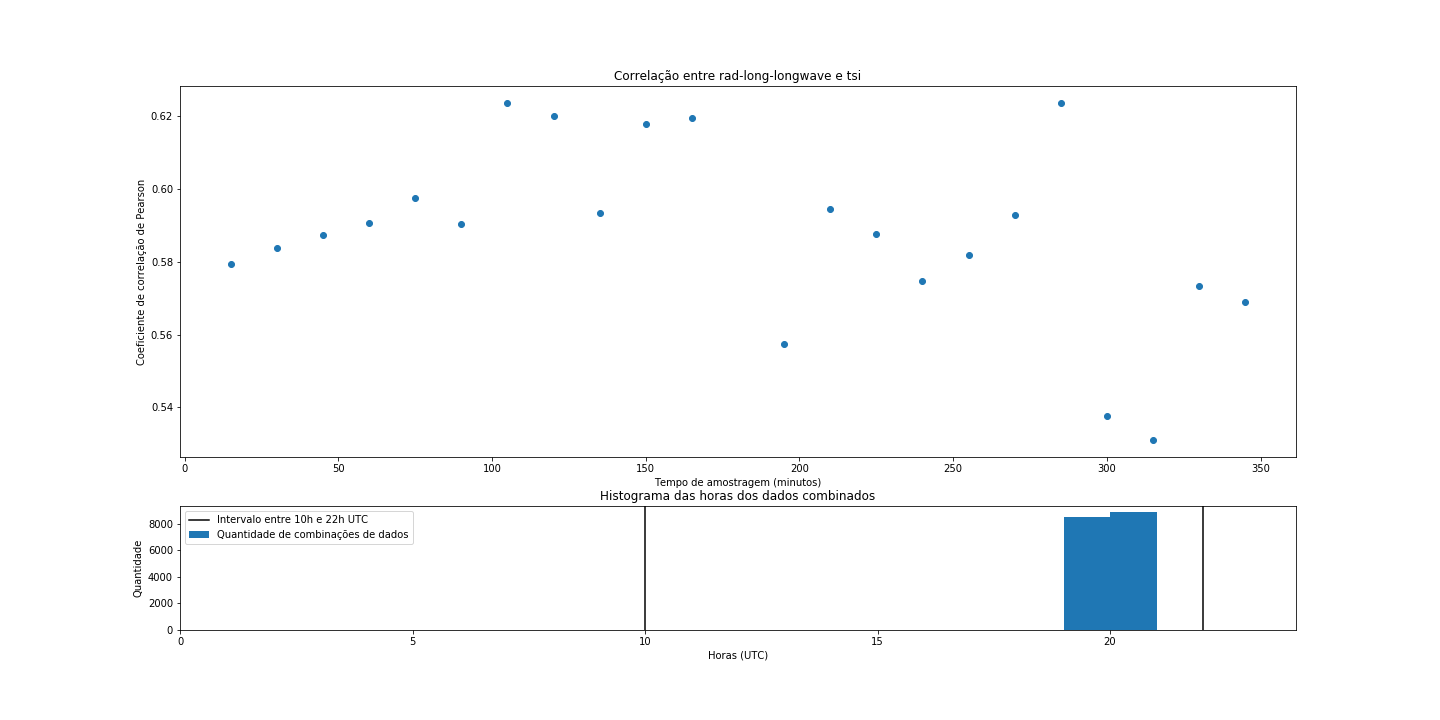 Correlação entre rad-long-longwave e tsi
0.62
0.60
0.58
0.56
0.54
Coeficiente de correlação de Pearson
0 50 100 150 200 250 300 350
Tempo de amostragem (minutos)
Histograma das horas dos dados combinados
Intervalo entre 10h e 22h UTC
Quantidade de combinações de dados
8000
6000
4000
2000
0
Quantidade
0 5 10 15 20
Horas (UTC)